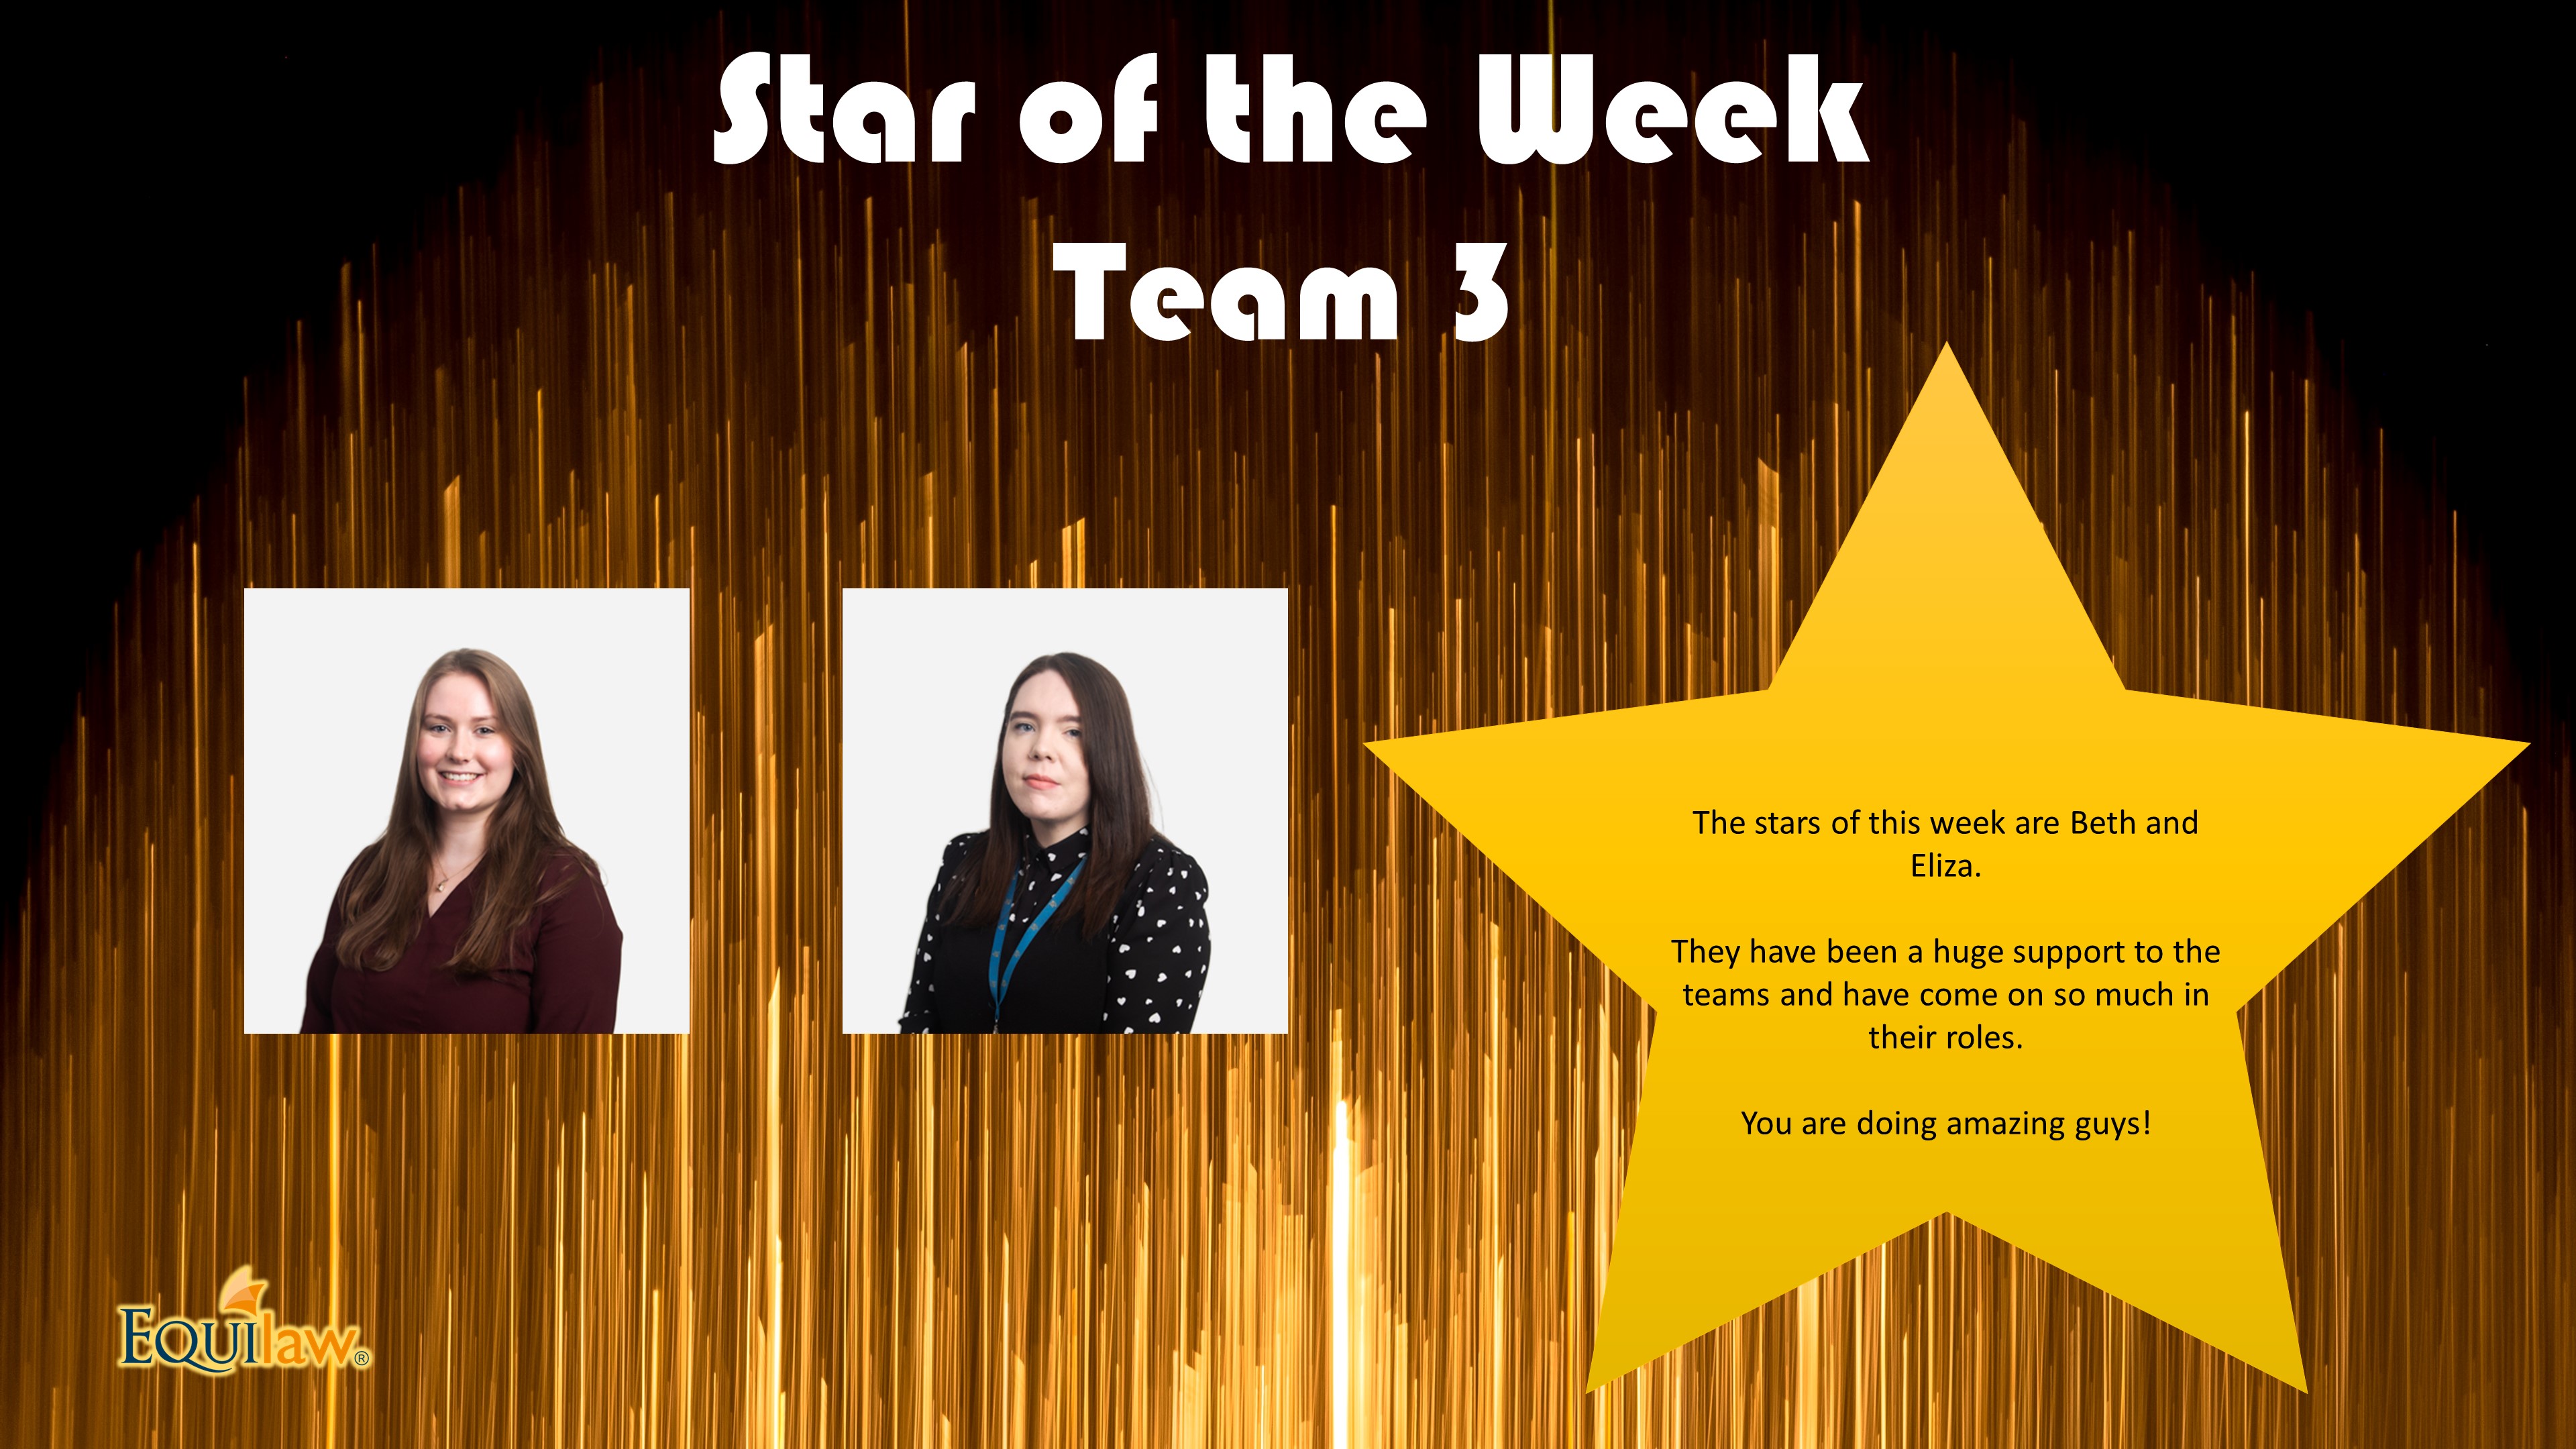 Star of the Week
Team 3
The stars of this week are Beth and
Eliza.
They have been a huge support to the
teams and have come on so much in
their roles.
You are doing amazing guys!
EQUilaw®